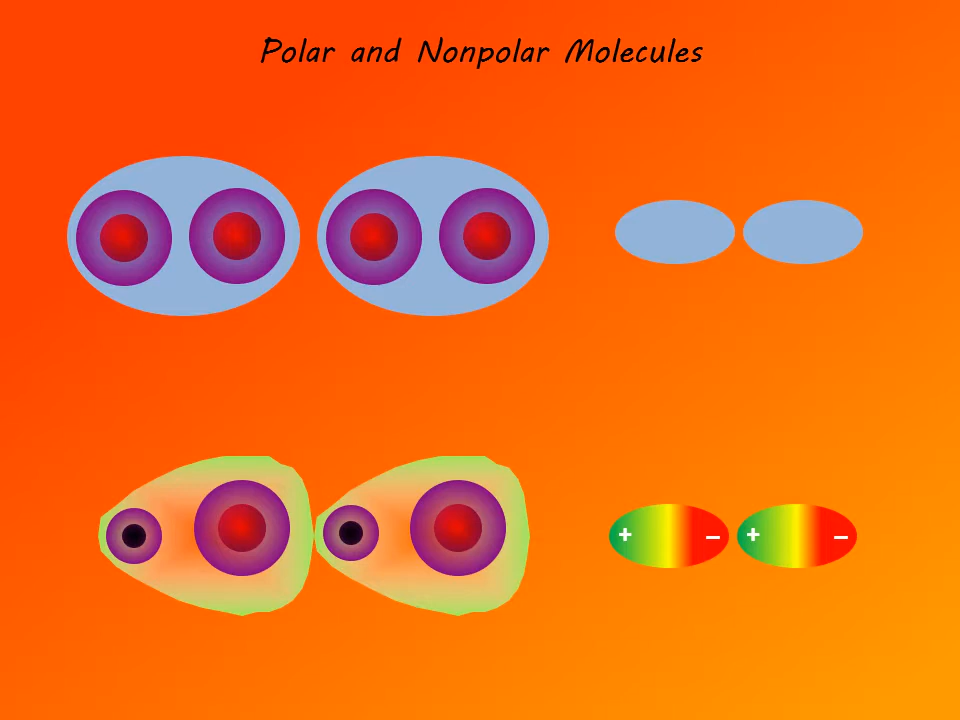 Polar and Nonpolar Molecules
+ – + –